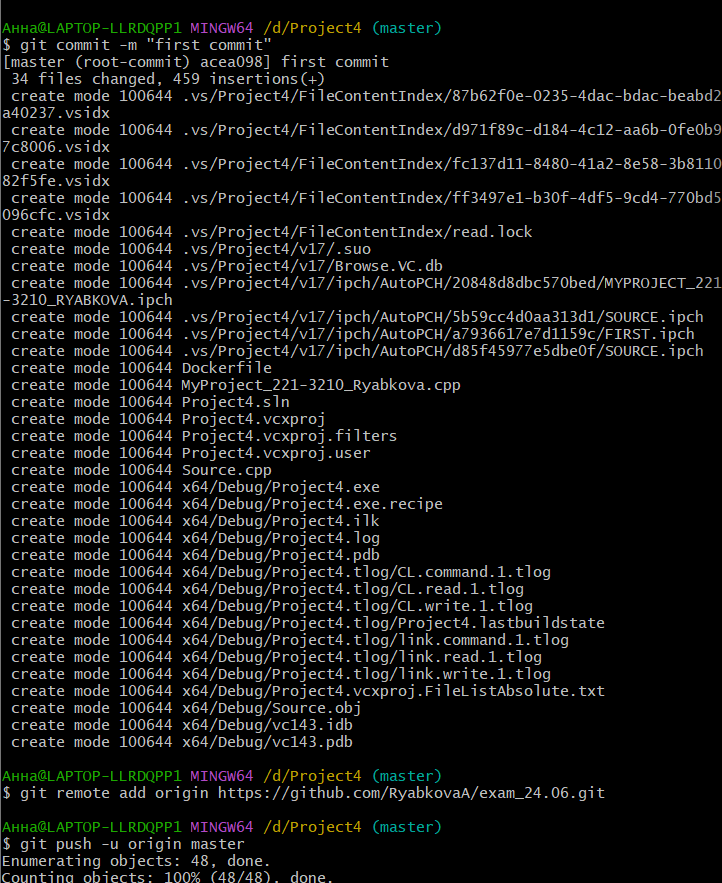 Анна@LAPTOP-LLRDQPP1 MINGW64 /d/Project4 (master)
$ git commit -m "first commit"
[master (root-commit) acea098] first commit
 34 files changed, 459 insertions(+)
 create mode 100644 .vs/Project4/FileContentIndex/87b62f0e-0235-4dac-bdac-beabd2
a40237.vsidx
 create mode 100644 .vs/Project4/FileContentIndex/d971f89c-d184-4c12-aa6b-0fe0b9
7c8006.vsidx
 create mode 100644 .vs/Project4/FileContentIndex/fc137d11-8480-41a2-8e58-3b8110
82f5fe.vsidx
 create mode 100644 .vs/Project4/FileContentIndex/ff3497e1-b30f-4df5-9cd4-770bd5
096cfc.vsidx
 create mode 100644 .vs/Project4/FileContentIndex/read.lock
 create mode 100644 .vs/Project4/v17/.suo
 create mode 100644 .vs/Project4/v17/Browse.VC.db
 create mode 100644 .vs/Project4/v17/ipch/AutoPCH/20848d8dbc570bed/MYPROJECT_221
-3210_RYABKOVA.ipch
 create mode 100644 .vs/Project4/v17/ipch/AutoPCH/5b59cc4d0aa313d1/SOURCE.ipch
 create mode 100644 .vs/Project4/v17/ipch/AutoPCH/a7936617e7d1159c/FIRST.ipch
 create mode 100644 .vs/Project4/v17/ipch/AutoPCH/d85f45977e5dbe0f/SOURCE.ipch
 create mode 100644 Dockerfile
 create mode 100644 MyProject_221-3210_Ryabkova.cpp
 create mode 100644 Project4.sln
 create mode 100644 Project4.vcxproj
 create mode 100644 Project4.vcxproj.filters
 create mode 100644 Project4.vcxproj.user
 create mode 100644 Source.cpp
 create mode 100644 x64/Debug/Project4.exe
 create mode 100644 x64/Debug/Project4.exe.recipe
 create mode 100644 x64/Debug/Project4.ilk
 create mode 100644 x64/Debug/Project4.log
 create mode 100644 x64/Debug/Project4.pdb
 create mode 100644 x64/Debug/Project4.tlog/CL.command.1.tlog
 create mode 100644 x64/Debug/Project4.tlog/CL.read.1.tlog
 create mode 100644 x64/Debug/Project4.tlog/CL.write.1.tlog
 create mode 100644 x64/Debug/Project4.tlog/Project4.lastbuildstate
 create mode 100644 x64/Debug/Project4.tlog/link.command.1.tlog
 create mode 100644 x64/Debug/Project4.tlog/link.read.1.tlog
 create mode 100644 x64/Debug/Project4.tlog/link.write.1.tlog
 create mode 100644 x64/Debug/Project4.vcxproj.FileListAbsolute.txt
 create mode 100644 x64/Debug/Source.obj
 create mode 100644 x64/Debug/vc143.idb
 create mode 100644 x64/Debug/vc143.pdb
Анна@LAPTOP-LLRDQPP1 MINGW64 /d/Project4 (master)
$ git remote add origin https://github.com/RyabkovaA/exam_24.06.git
Анна@LAPTOP-LLRDQPP1 MINGW64 /d/Project4 (master)
$ git push -u origin master
Enumerating objects: 48, done.
Counting objects: 100% (48/48), done.